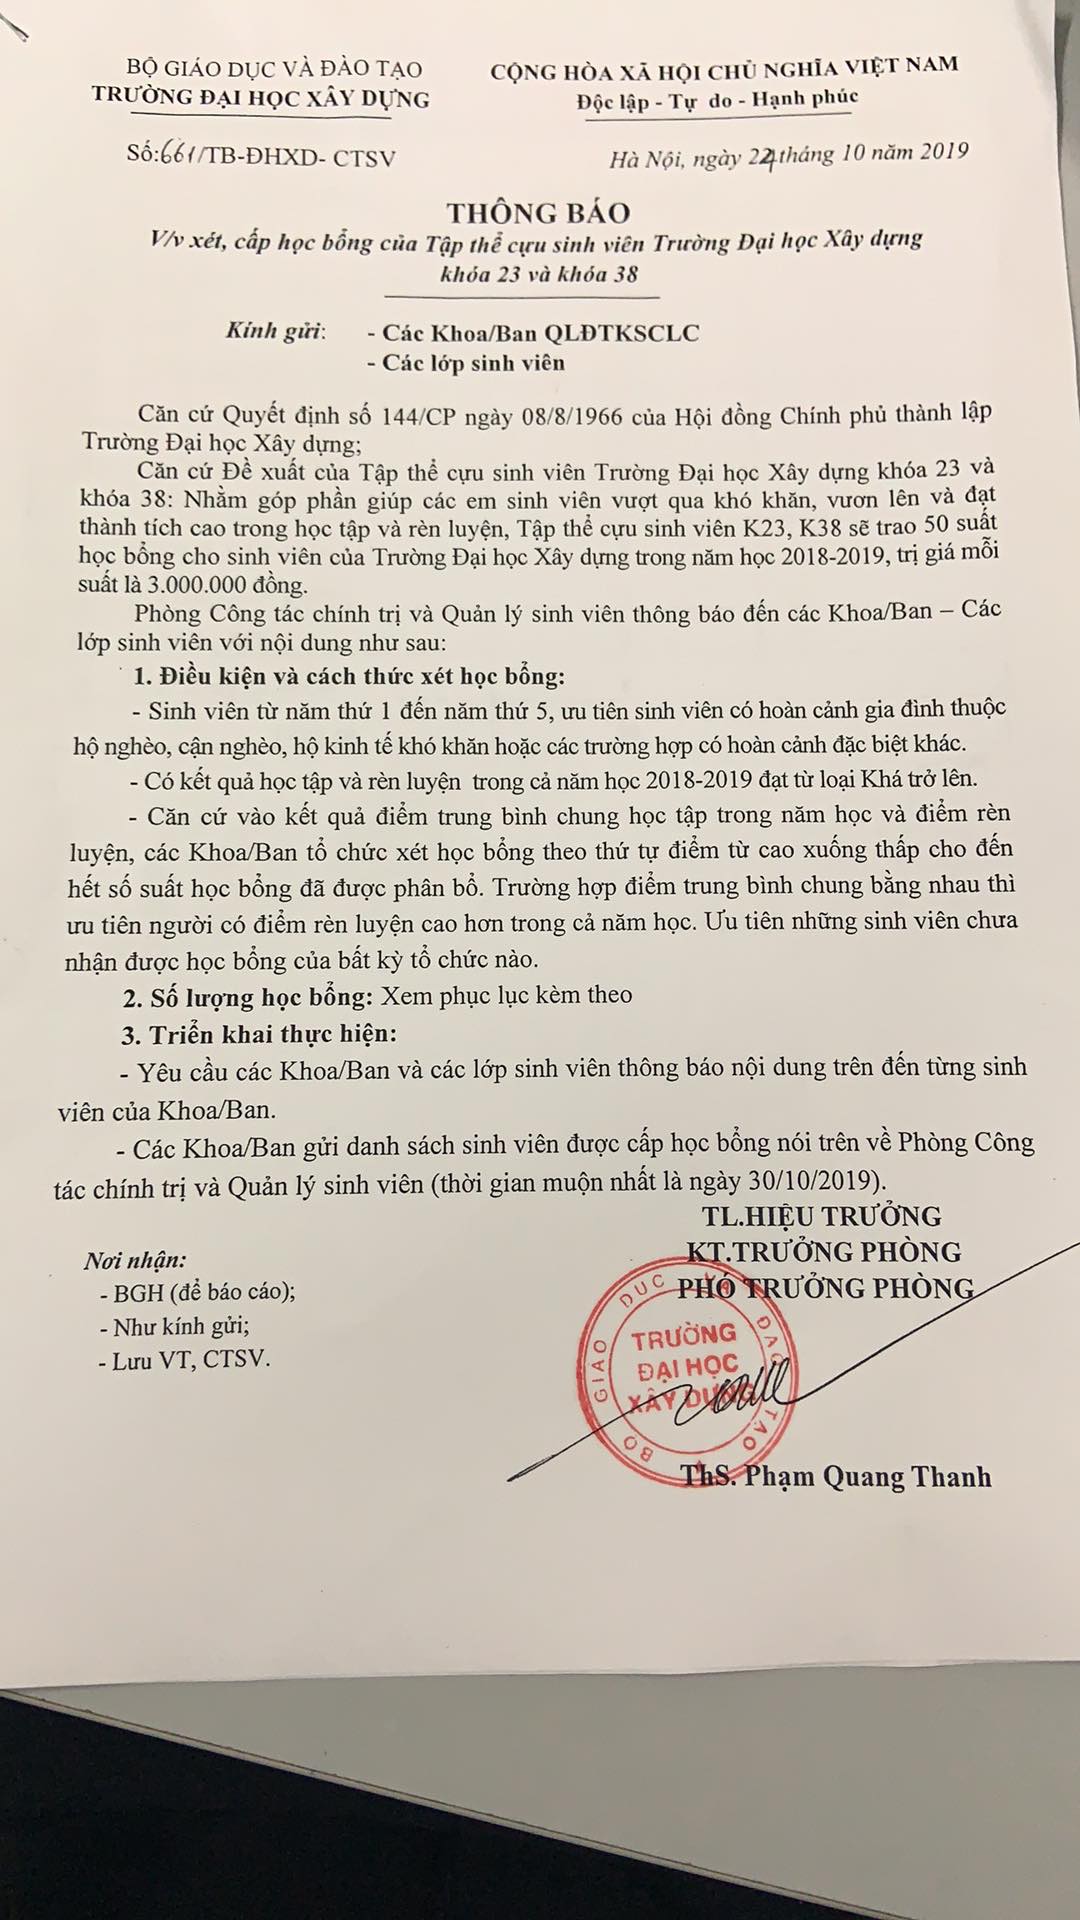 BỘ GIÁO DỤC VÀ ĐÀO TẠO
TRƯỜNG ĐẠI HỌC XÂY DỰNG
CỘNG HÒA XÃ HỘI CHỦ NGHĨA VIỆT NAM
Độc lập - Tự do - Hạnh phúc
Số:661/TB-ĐHXD- CTSV
Hà Nội, ngày tháng 10 năm 2019
THÔNG BÁO
V/v xét, cấp học bổng của Tập thể cựu sinh viên Trường Đại học Xây dựng
khóa 23 và khóa 38
Kính gửi:
- Các Khoa/Ban QLĐTKSCLC
- Các lớp sinh viên
Căn cứ Quyết định số 144/CP ngày 08/8/1966 của Hội đồng Chính phủ thành lập
Trường Đại học Xây dựng;
Căn cứ Đề xuất của Tập thể cựu sinh viên Trường Đại học Xây dựng khóa 23 và
khóa 38: Nhằm góp phần giúp các em sinh viên vượt qua khó khăn, vươn lên và đạt
thành tích cao trong học tập và rèn luyện, Tập thể cựu sinh viên K23, K38 sẽ trao 50 suất
học bổng cho sinh viên của Trường Đại học Xây dựng trong năm học 2018-2019, trị giá mỗi
suất là 3.000.000 đồng.
Phòng Công tác chính trị và Quản lý sinh viên thông báo đến các Khoa/Ban – Các
lớp sinh viên với nội dung như sau:
1. Điều kiện và cách thức xét học bổng:
- Sinh viên từ năm thứ 1 đến năm thứ 5, ưu tiên sinh viên có hoàn cảnh gia đình thuộc
hộ nghèo, cận nghèo, hộ kinh tế khó khăn hoặc các trường hợp có hoàn cảnh đặc biệt khác.
- Có kết quả học tập và rèn luyện trong cả năm học 2018-2019 đạt từ loại Khá trở lên.
- Căn cứ vào kết quả điểm trung bình chung học tập trong năm học và điểm rèn
luyện, các Khoa/Ban tổ chức xét học bổng theo thứ tự điểm từ cao xuống thấp cho đến
hết số suất học bổng đã được phân bổ. Trường hợp điểm trung bình chung bằng nhau thì
ưu tiên người có điểm rèn luyện cao hơn trong cả năm học. Ưu tiên những sinh viên chưa
nhận được học bổng của bất kỳ tổ chức nào.
2. Số lượng học bổng: Xem phục lục kèm theo
3. Triển khai thực hiện:
- Yêu cầu các Khoa/Ban và các lớp sinh viên thông báo nội dung trên đến từng sinh
viên của Khoa/Ban.
- Các Khoa/Ban gửi danh sách sinh viên được cấp học bổng nói trên về Phòng Công
tác chính trị và Quản lý sinh viên (thời gian muộn nhất là ngày 30/10/2019).
TL.HIỆU TRƯỞNG
KT.TRƯỞNG PHÒNG
PHÓ TRƯỞNG PHÒNG
Nơi nhận:
- BGH (để báo cáo);
- Như kính gửi;
- Lưu VT, CTSV.
BỘ GIÁO DỤC VÀ ĐÀO TẠO
TRƯỜNG
ĐẠI HỌC
XÂY DỰNG
ThS. Phạm Quang Thanh